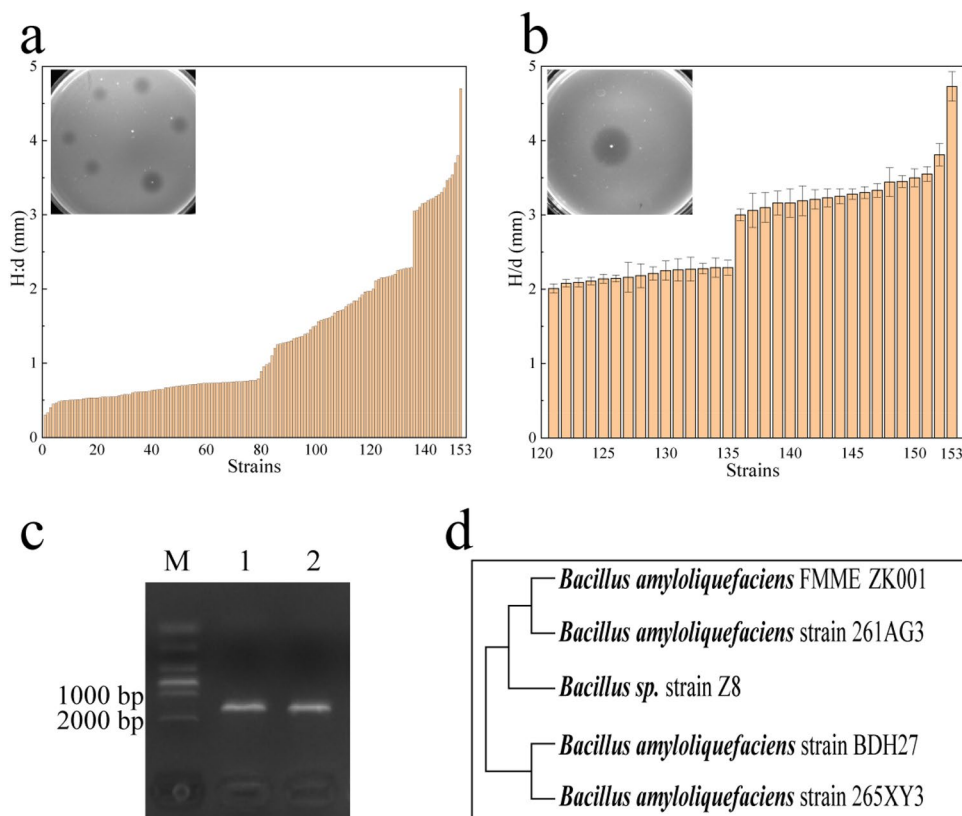 a
5
4
3
2
1
0
H:d (mm)
0 20 40 60 80 100 120 140 153
Strains
b
5
4
3
2
1
0
H/d (mm)
120 125 130 135 140 145 150 153
Strains
c
M 1 2
1000 bp
2000 bp
d
Bacillus amyloliquefaciens FMME ZK001
Bacillus amyloliquefaciens strain 261AG3
Bacillus sp. strain Z8
Bacillus amyloliquefaciens strain BDH27
Bacillus amyloliquefaciens strain 265XY3